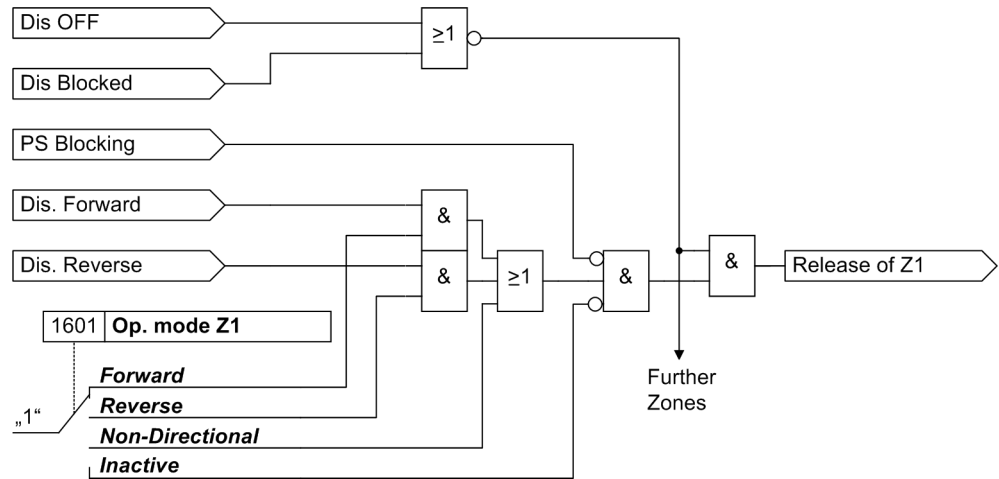 Dis OFF
≥1
Dis Blocked
PS Blocking
Dis. Forward
&
Dis. Reverse
&
≥1
&
&
Release of Z1
1601 Op. mode Z1
Further
Zones
Forward
Reverse
„1“
Non-Directional
Inactive